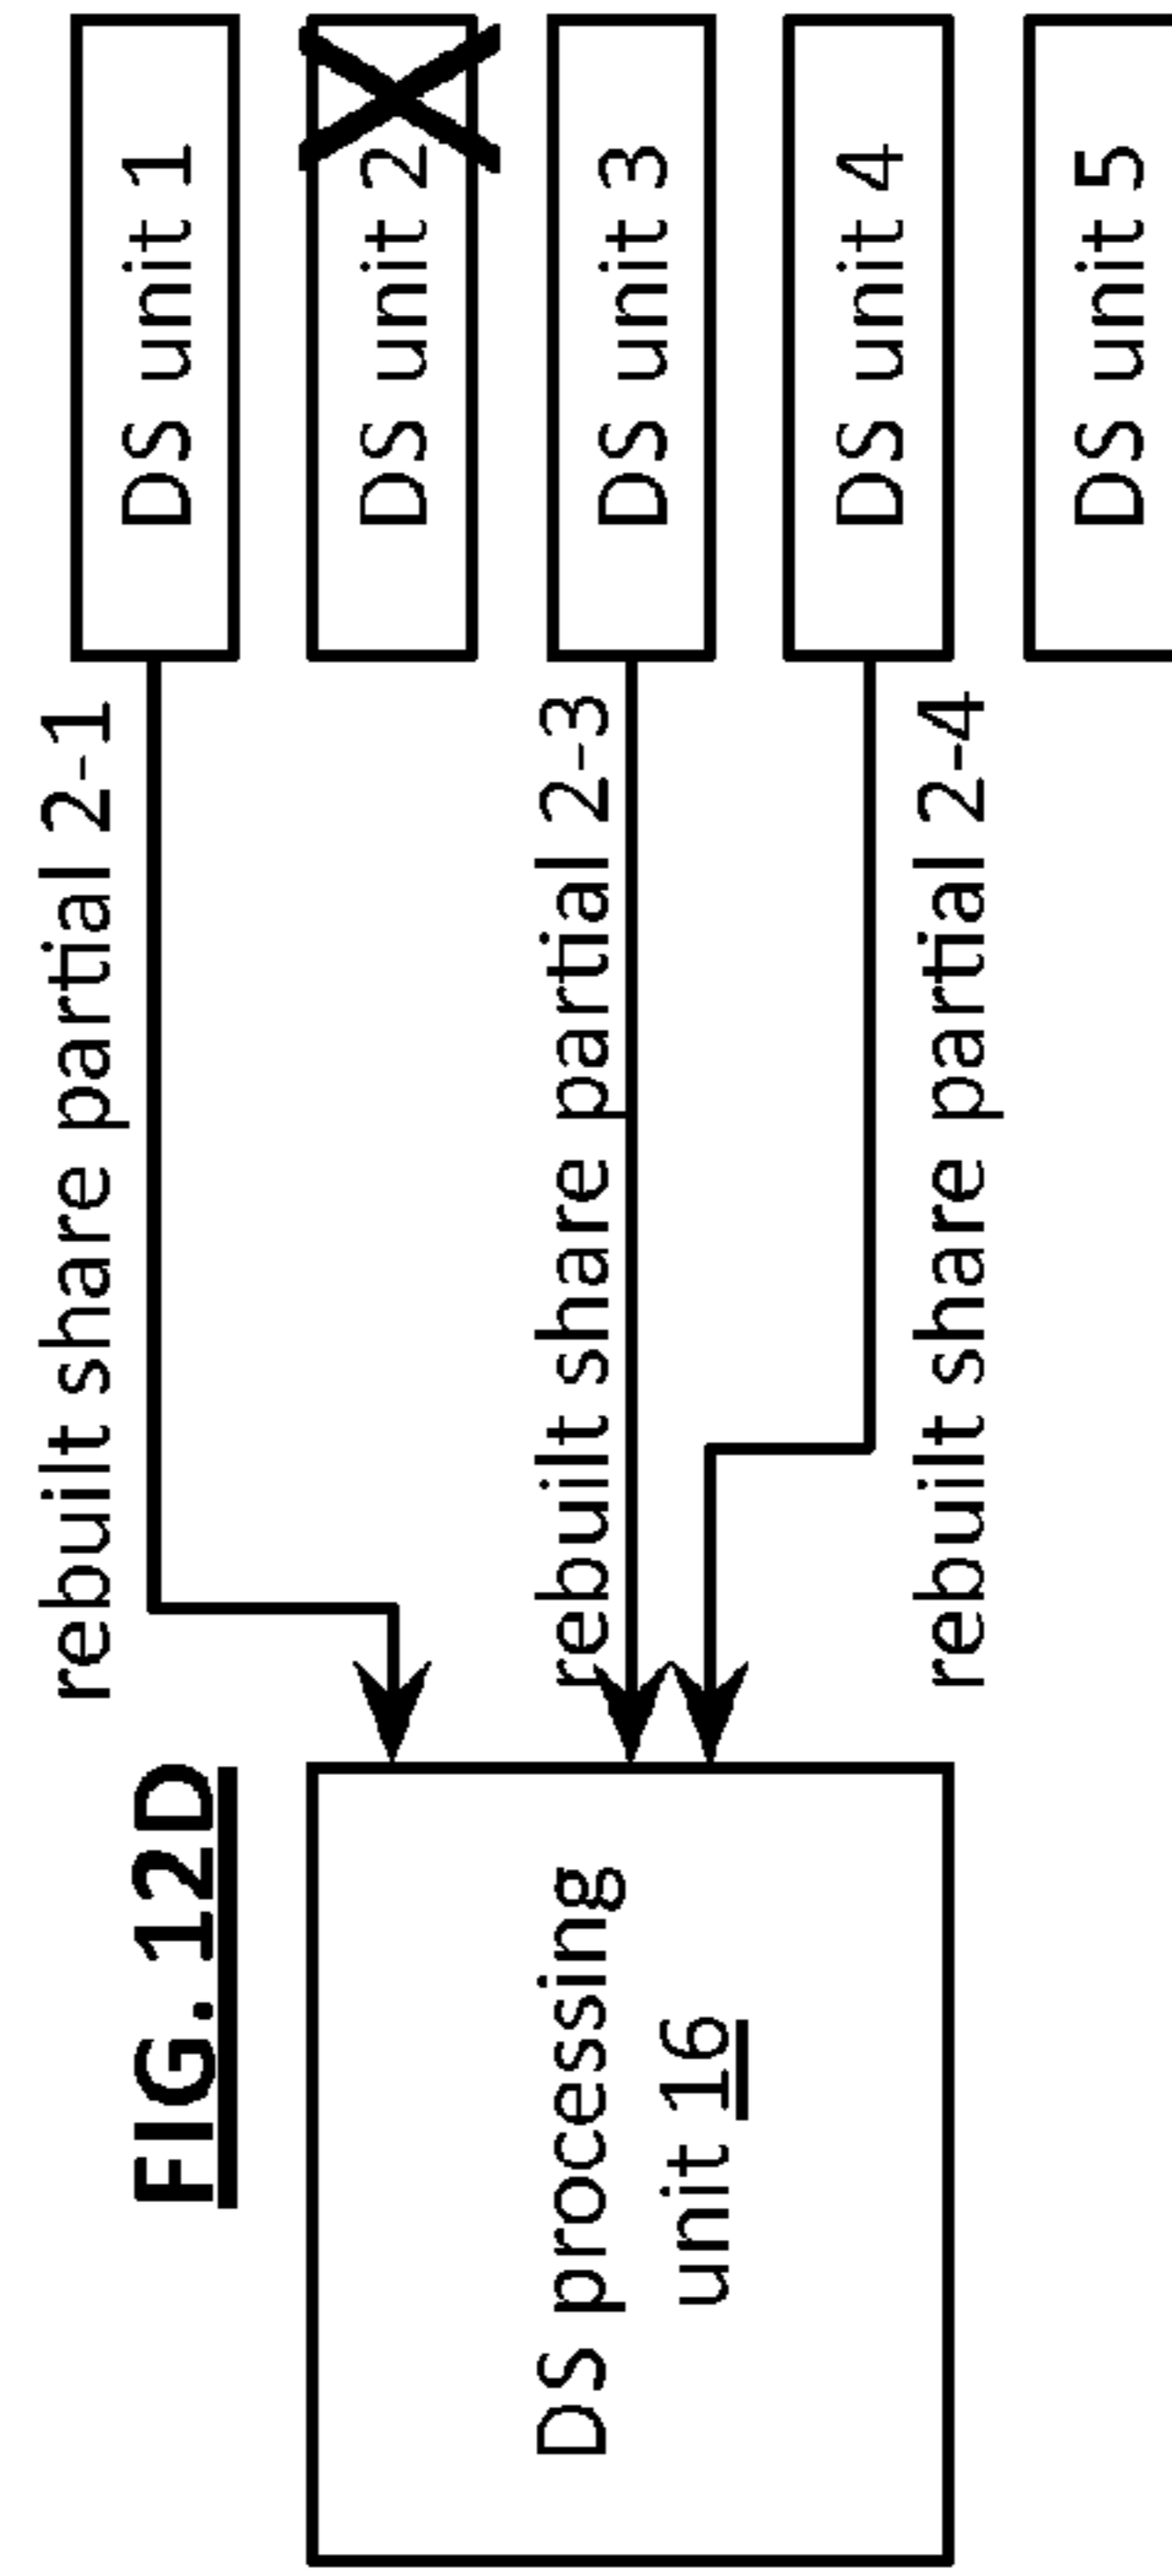 FIG. 12D
DS processing
unit 16
rebuilt share partial 2-1
rebuilt share partial 2-3
rebuilt share partial 2-4
DS unit 1
DS unit 2
DS unit 3
DS unit 4
DS unit 5